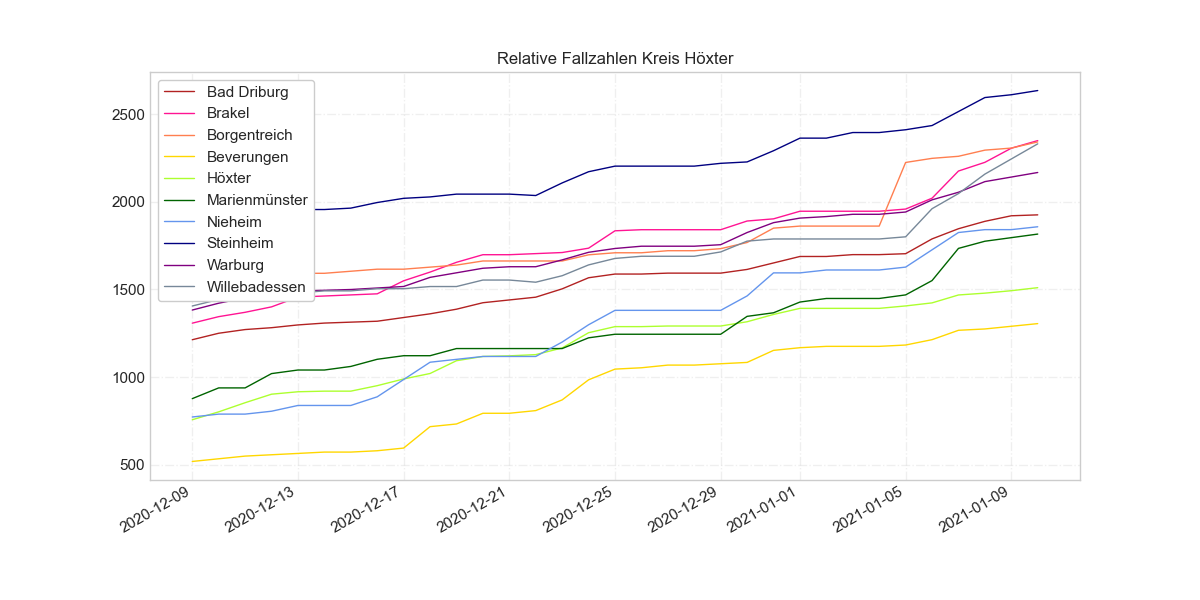 Relative Fallzahlen Kreis Höxter
Bad Driburg
Brakel
Borgentreich
Beverungen
Höxter
Marienmünster
Nieheim
Steinheim
Warburg
Willebadessen
2500
2000
1500
1000
500
2020-12-09
2020-12-13
2020-12-17
2020-12-21
2020-12-25
2020-12-29
2021-01-01
2021-01-05
2021-01-09